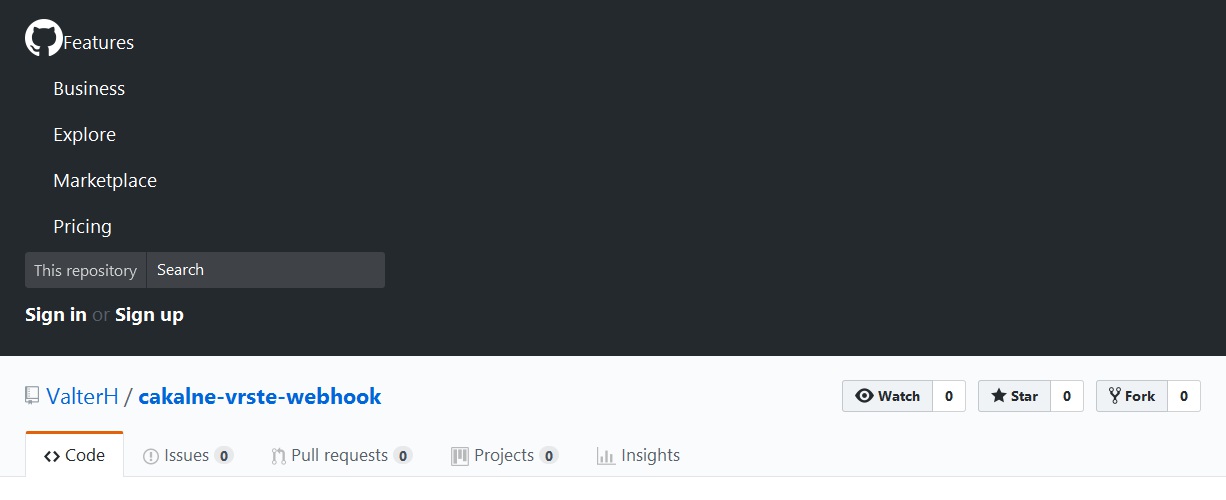 Features
Business
Explore
Marketplace
Pricing
This repository Search
Sign in or Sign up
ValterH / cakalne-vrste-webhook Watch 0 Star 0 Fork 0
Code Issues 0 Pull requests 0 Projects 0 Insights